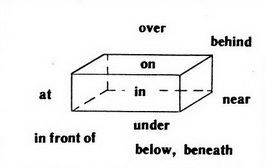 over
behind
on
at
in
near
in front of
under
below, beneath